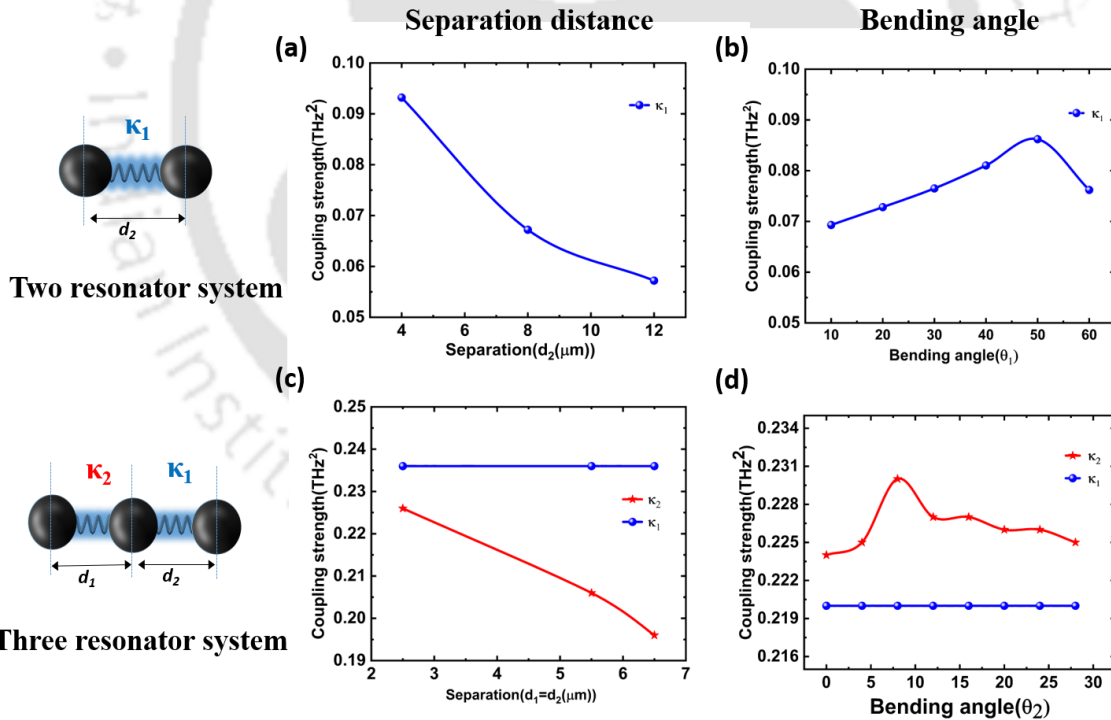 Separation distance
Bending angle
(a)
(b)
κ1
d2
Two resonator system
Coupling strength(THz²)
0.10
0.09
0.08
0.07
0.06
0.05
4 6 8 10 12
Separation(d2(μm))
κ1
Coupling strength(THz²)
0.10
0.09
0.08
0.07
0.06
0.05
10 20 30 40 50 60
Bending angle(θ1)
κ1
(c)
(d)
κ2 κ1
d1 d2
Three resonator system
Coupling strength(THz²)
0.25
0.24
0.23
0.22
0.21
0.20
0.19
2 3 4 5 6 7
Separation(d1=d2(μm))
κ2
κ1
Coupling strength(THz²)
0.234
0.231
0.228
0.225
0.222
0.219
0.216
0 5 10 15 20 25 30
Bending angle(θ2)
κ2
κ1
Indian Instit